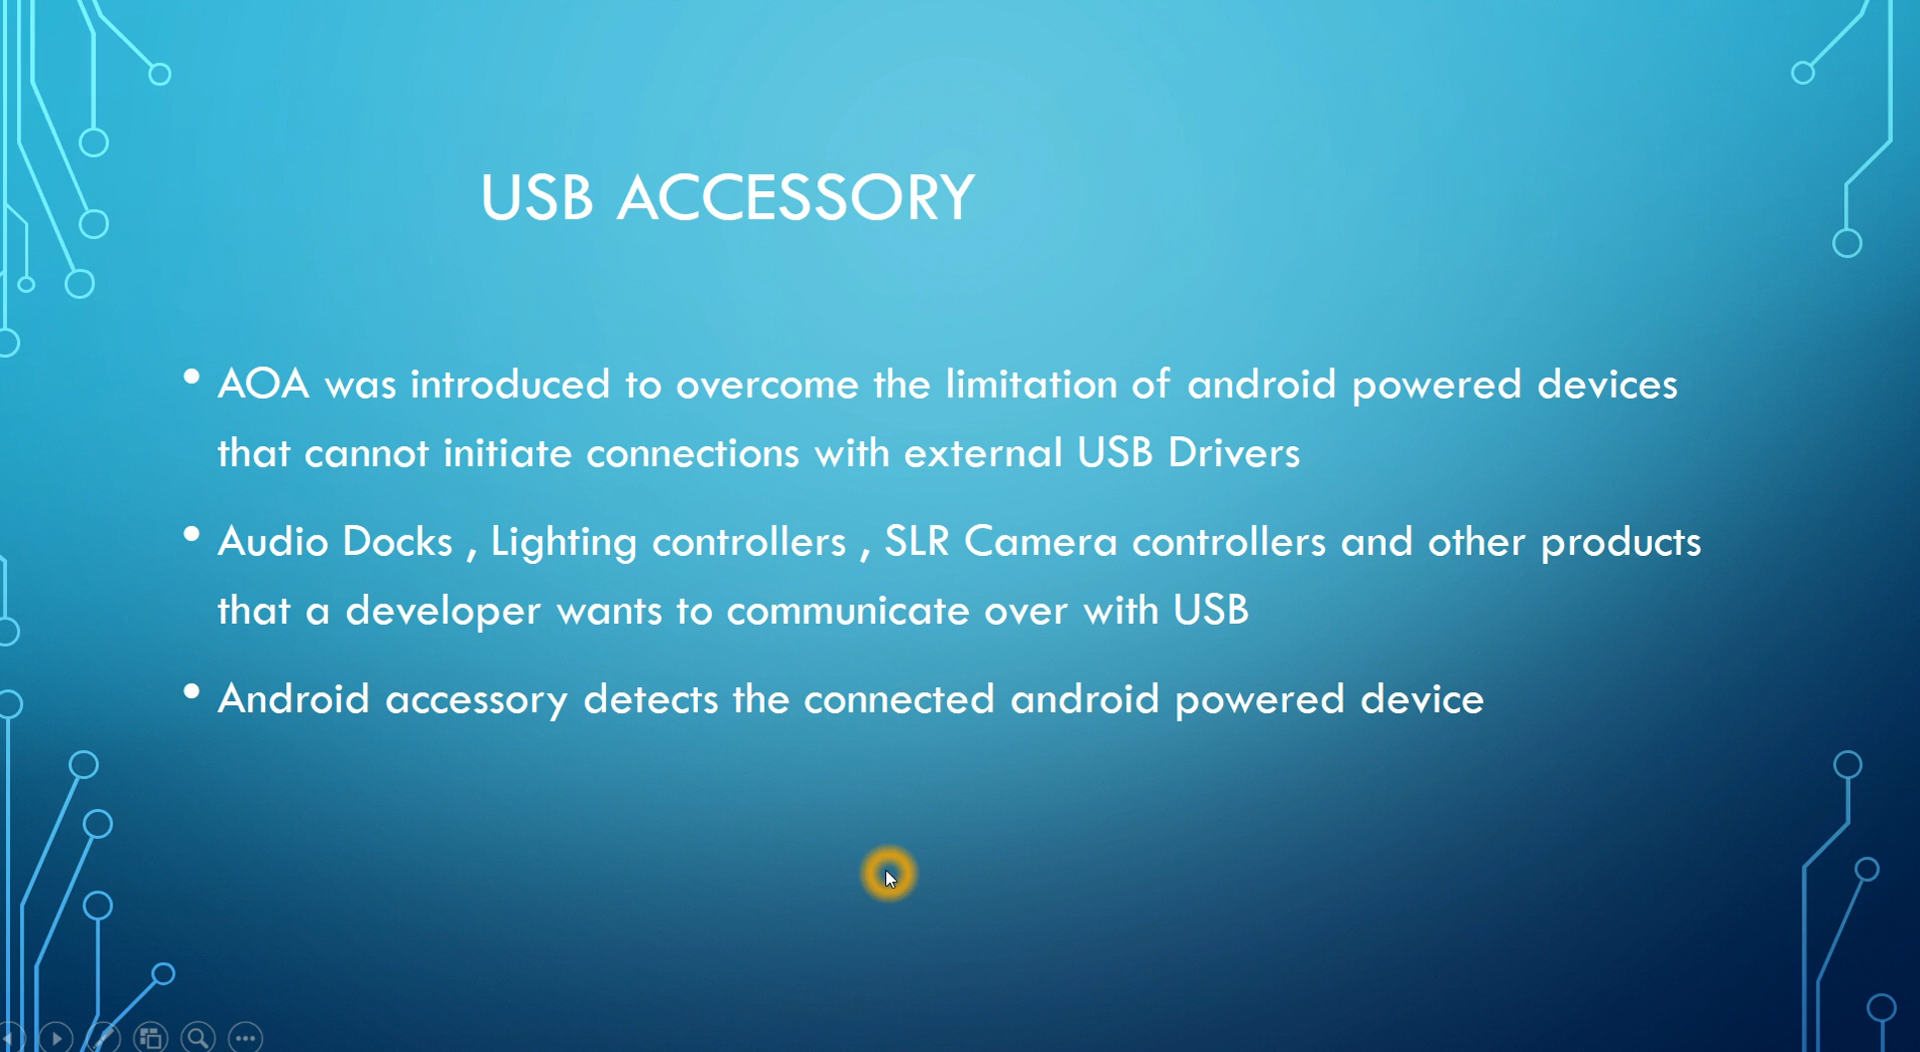 USB ACCESSORY
• AOA was introduced to overcome the limitation of android powered devices
that cannot initiate connections with external USB Drivers
• Audio Docks , Lighting controllers , SLR Camera controllers and other products
that a developer wants to communicate over with USB
• Android accessory detects the connected android powered device